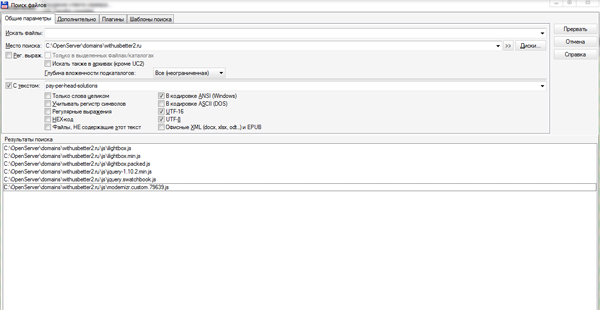 Поиск файлов
Общие параметры Дополнительно Плагины Шаблоны поиска
Искать файлы: Прервать
Место поиска: C:\OpenServer\domains\withusbetter2.ru >> Диски... Отмена
Рег. выраж. Только в выделенных файлах/каталогах Справка
Искать также в архивах (кроме UC2)
Глубина вложенности подкаталогов: Все (неограниченная)
С текстом: pay-per-head-solutions
Только слова целиком В кодировке ANSI (Windows)
Учитывать регистр символов В кодировке ASCII (DOS)
Регулярные выражения UTF-16
HEX-код UTF-8
Файлы, НЕ содержащие этот текст Офисные XML (docx, xlsx, odt...) и EPUB
Результаты поиска
C:\OpenServer\domains\withusbetter2.ru\js\lightbox.js
C:\OpenServer\domains\withusbetter2.ru\js\lightbox.min.js
C:\OpenServer\domains\withusbetter2.ru\js\lightbox.packed.js
C:\OpenServer\domains\withusbetter2.ru\js\jquery-1.10.2.min.js
C:\OpenServer\domains\withusbetter2.ru\js\jquery.swatchbook.js
C:\OpenServer\domains\withusbetter2.ru\js\modernizr.custom.79639.js